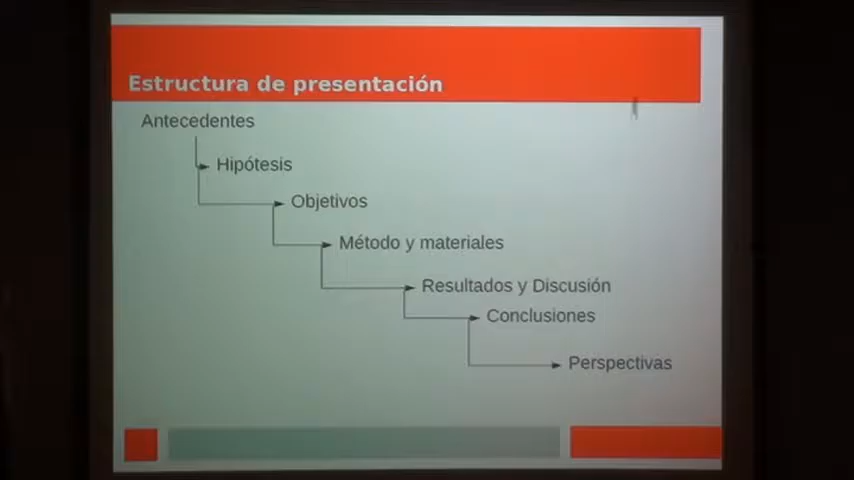 Estructura de presentación
Antecedentes
Hipótesis
Objetivos
Método y materiales
Resultados y Discusión
Conclusiones
Perspectivas